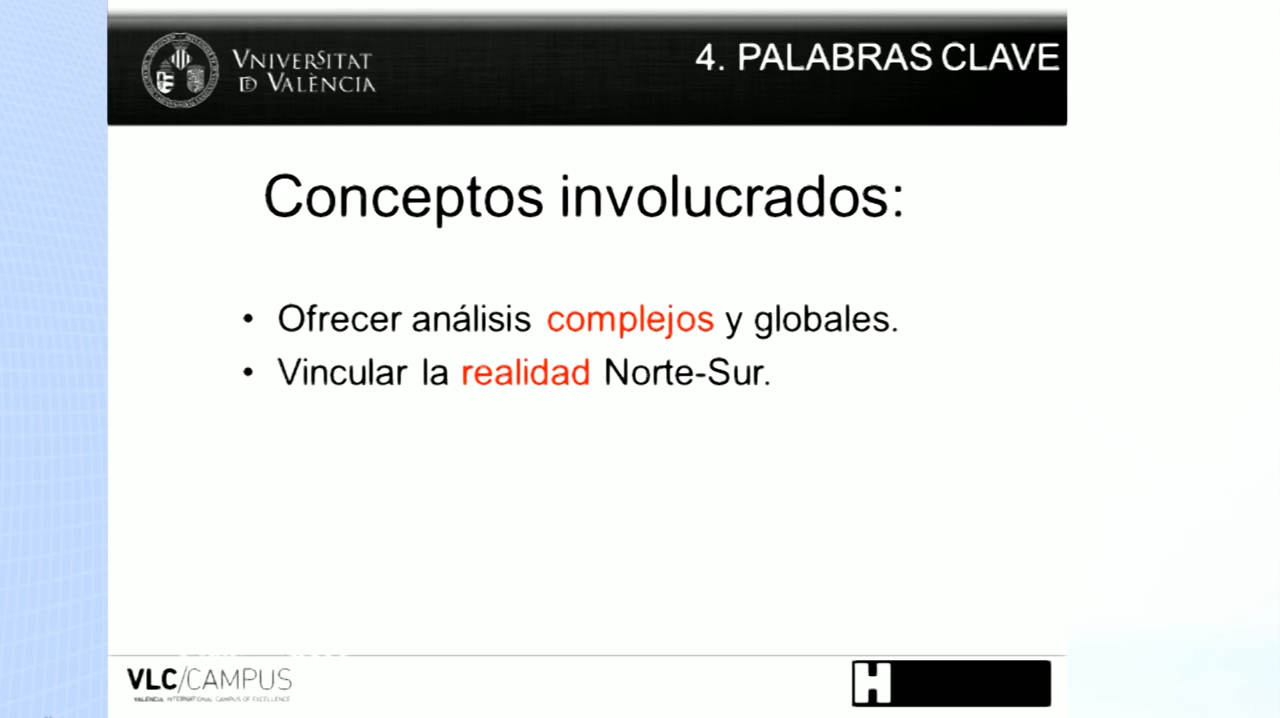 VNIVERSITAT
DE VALÈNCIA
4. PALABRAS CLAVE
Conceptos involucrados:
• Ofrecer análisis complejos y globales.
• Vincular la realidad Norte-Sur.
VLC/CAMPUS
VALENCIA, INTERNATIONAL CAMPUS OF EXCELLENCE
H